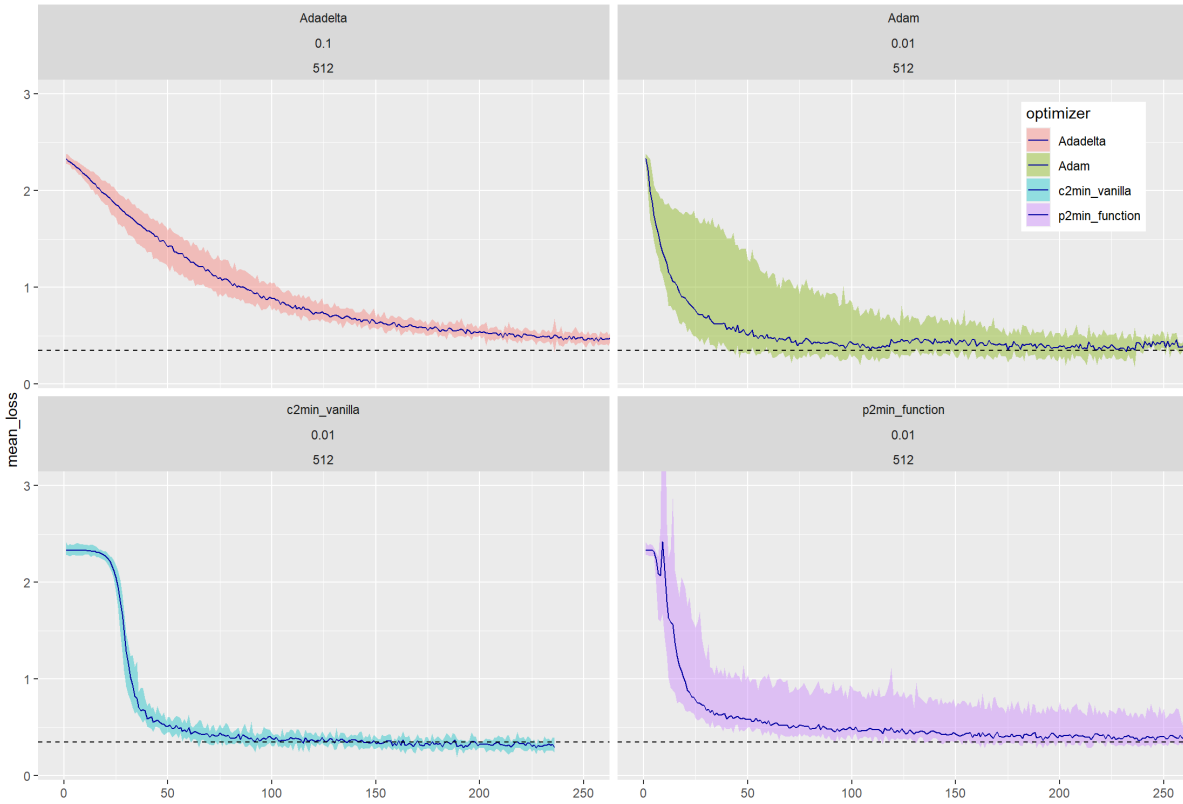 Adadelta
0.1
512
Adam
0.01
512
3
2
1
0
optimizer
Adadelta
Adam
c2min_vanilla
p2min_function
mean_loss
c2min_vanilla
0.01
512
p2min_function
0.01
512
3
2
1
0
0 50 100 150 200 250
0 50 100 150 200 250